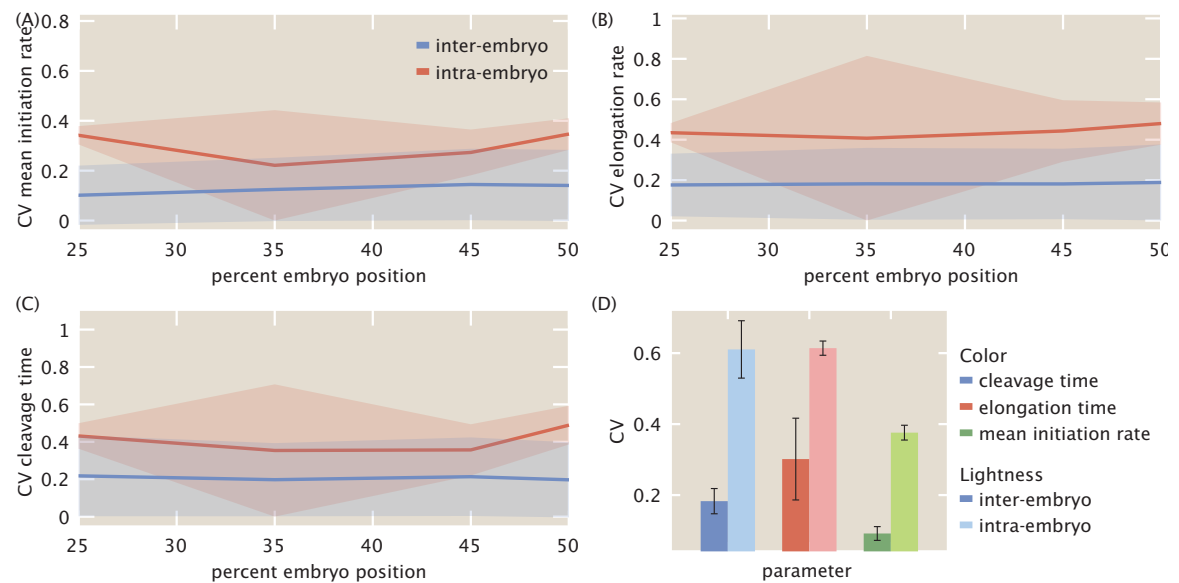 (A)
CV mean initiation rate
0.8
0.6
0.4
0.2
0
inter-embryo
intra-embryo
25 30 35 40 45 50
percent embryo position
(B)
CV elongation rate
1
0.8
0.6
0.4
0.2
0
25 30 35 40 45 50
percent embryo position
(C)
CV cleavage time
1
0.8
0.6
0.4
0.2
0
25 30 35 40 45 50
percent embryo position
(D)
CV
0.6
0.4
0.2
parameter
Color
cleavage time
elongation time
mean initiation rate
Lightness
inter-embryo
intra-embryo